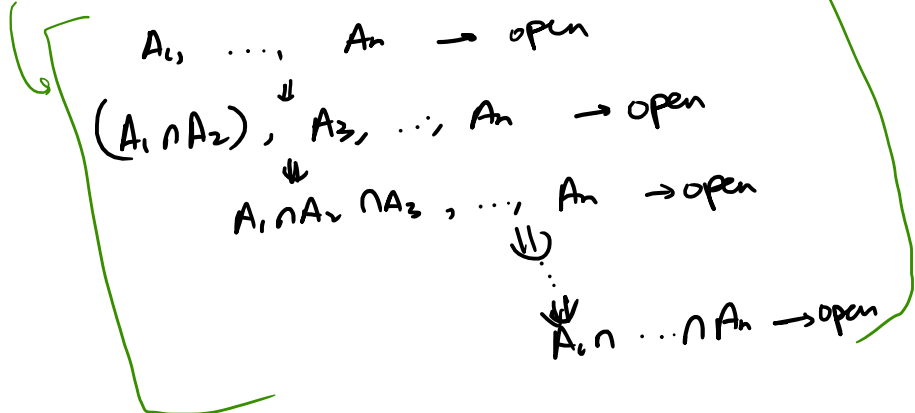 A₁, ..., Aₙ → open
⇓
(A₁ ∩ A₂), A₃, ..., Aₙ → open
⇓
A₁ ∩ A₂ ∩ A₃, ..., Aₙ → open
⇓
⋱
⇓
A₁ ∩ ... ∩ Aₙ → open